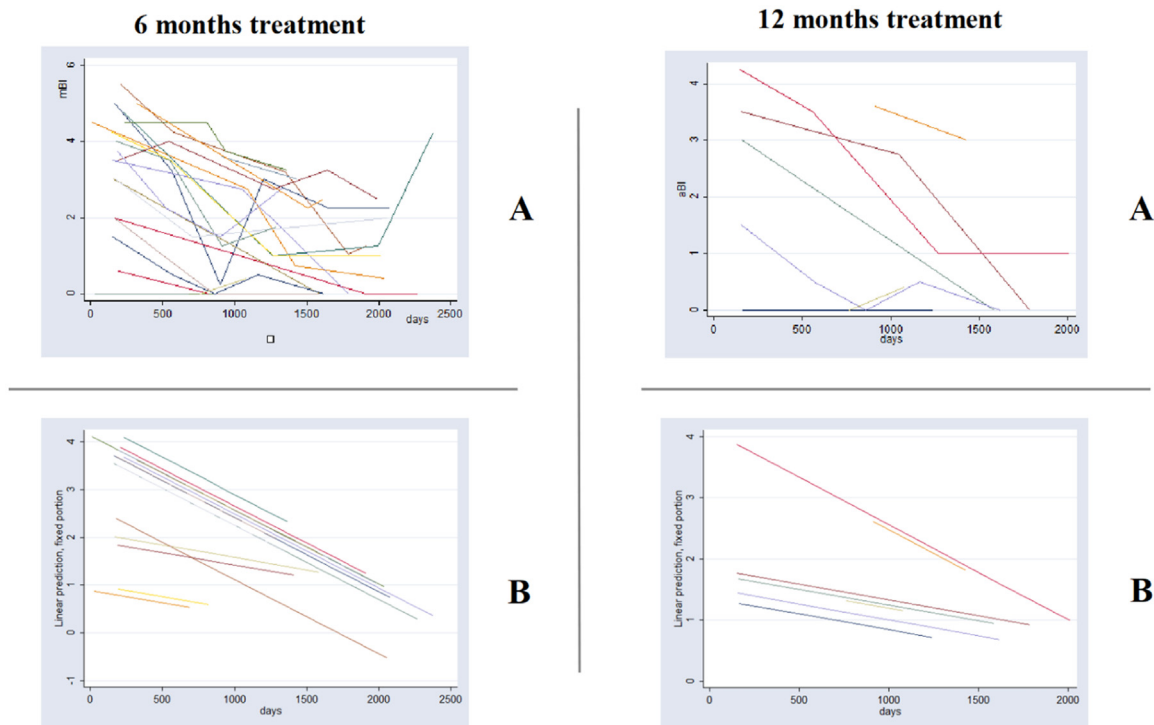 6 months treatment
12 months treatment
mBI
6
4
2
0
0 500 1000 1500 2000 2500
days
A
aBI
4
3
2
1
0
0 500 1000 1500 2000
days
A
Linear prediction, fixed portion
4
3
2
1
0
-1
0 500 1000 1500 2000 2500
days
B
Linear prediction, fixed portion
4
3
2
1
0
0 500 1000 1500 2000
days
B